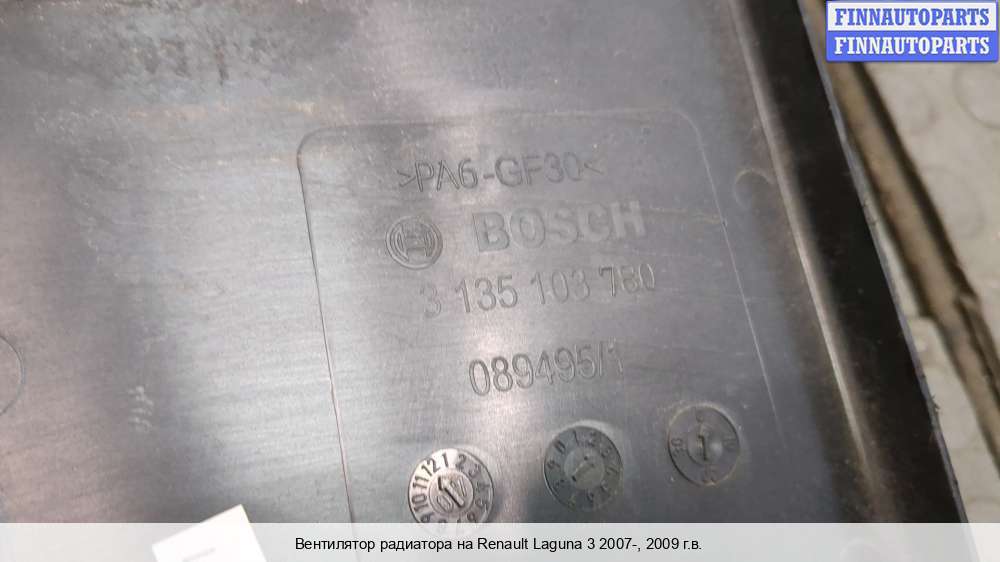 FINNAUTOPARTS
FINNAUTOPARTS
>PA6-GF30<
BOSCH
3 135 103 780
089495/1
Вентилятор радиатора на Renault Laguna 3 2007-, 2009 г.в.